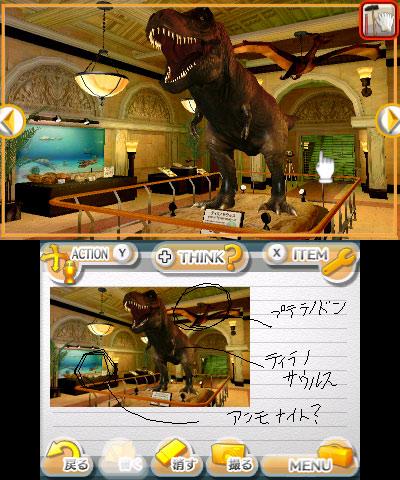 ACTION Y
THINK?
X ITEM
プテラノドン
ティラノ
サウルス
アンモナイト?
戻る
書く
消す
撮る
MENU